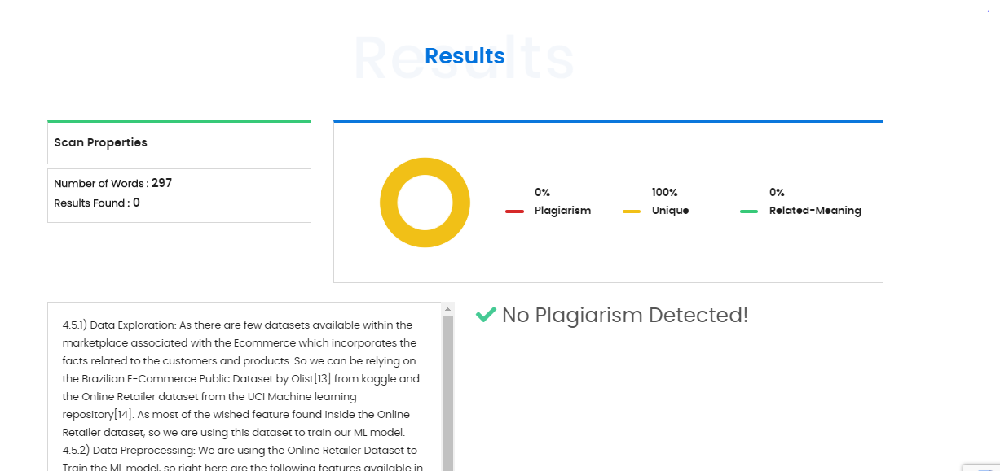 Results
Results
Scan Properties
Number of Words : 297
Results Found : 0
0%
Plagiarism
100%
Unique
0%
Related-Meaning
No Plagiarism Detected!
4.5.1) Data Exploration: As there are few datasets available within the
marketplace associated with the Ecommerce which incorporates the
facts related to the customers and products. So we can be relying on
the Brazilian E-Commerce Public Dataset by Olist[13] from kaggle and
the Online Retailer dataset from the UCI Machine learning
repository[14]. As most of the wished feature found inside the Online
Retailer dataset, so we are using this dataset to train our ML model.
4.5.2) Data Preprocessing: We are using the Online Retailer Dataset to
Train the ML model, so right here are the following features available in